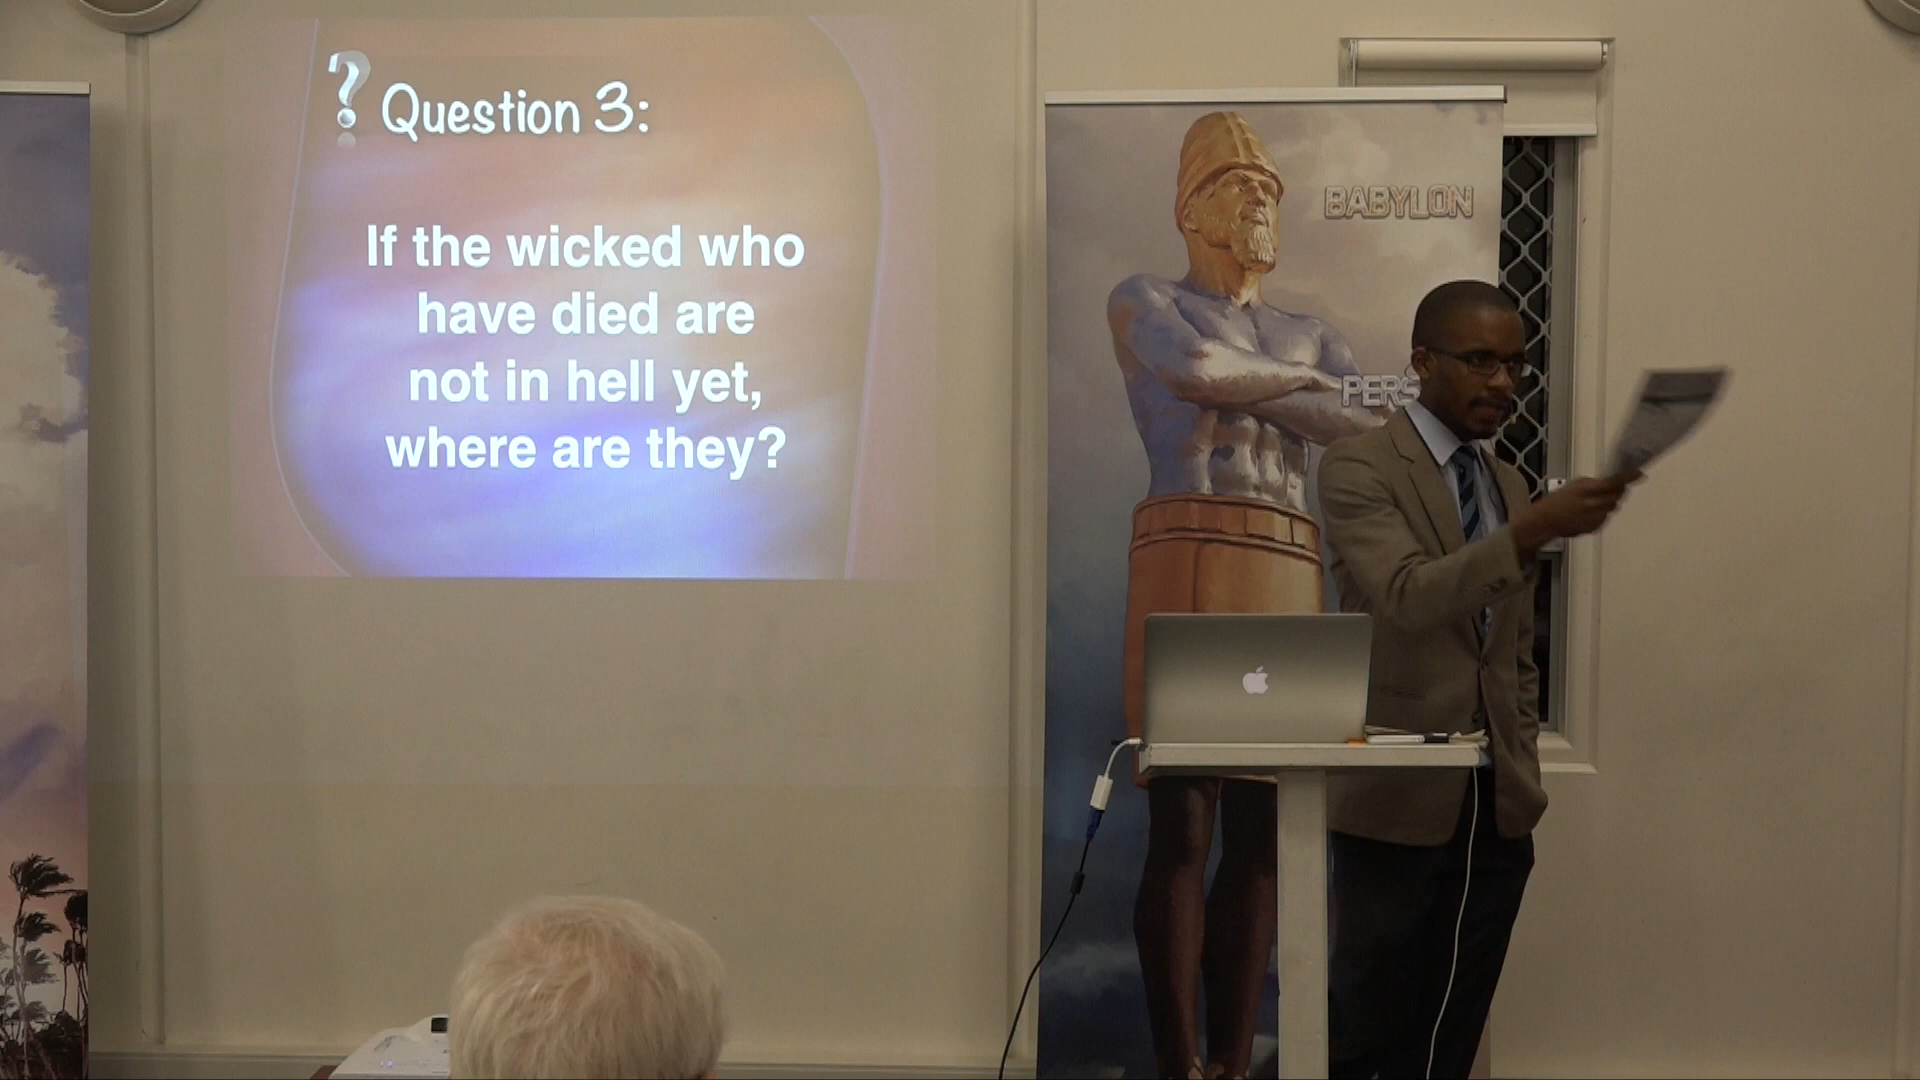 ? Question 3:
If the wicked who
have died are
not in hell yet,
where are they?
BABYLON
PERS